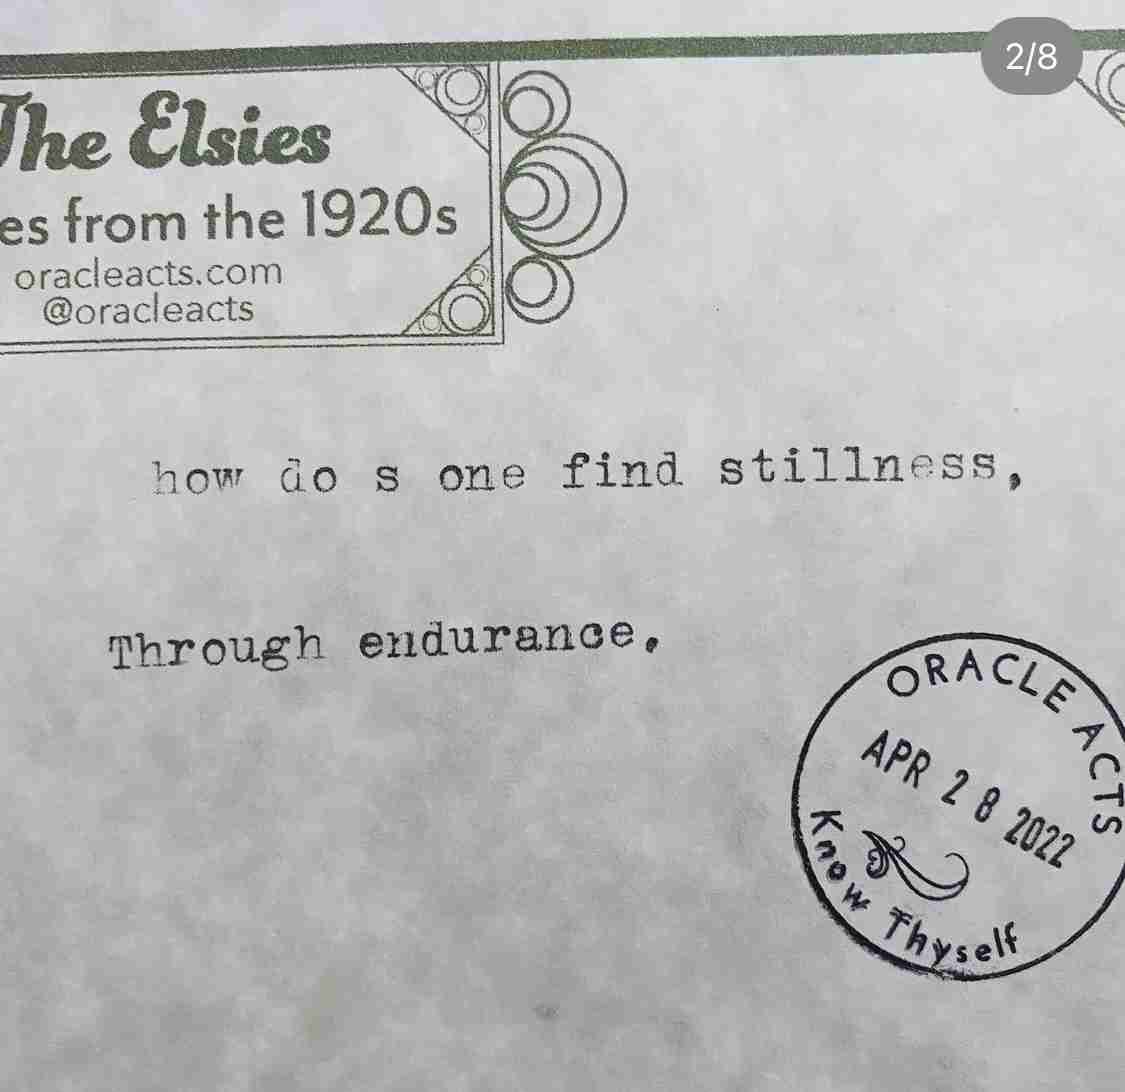 2/8
The Elsies
es from the 1920s
oracleacts.com
@oracleacts
how do s one find stillness,
Through endurance.
ORACLE ACTS
APR 28 2022
Know Thyself